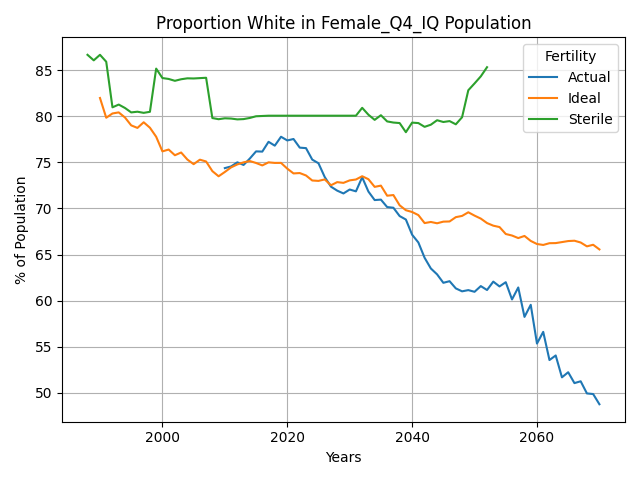 Proportion White in Female_Q4_IQ Population
Fertility
Actual
Ideal
Sterile
% of Population
85
80
75
70
65
60
55
50
2000
2020
2040
2060
Years